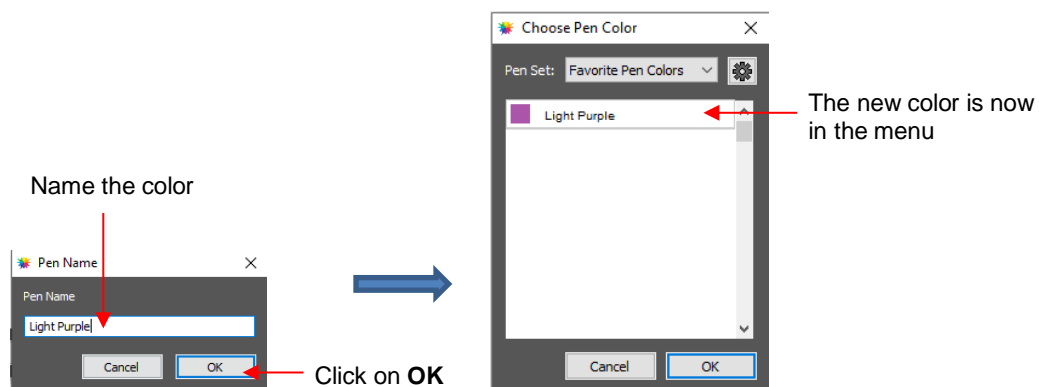 Choose Pen Color
Pen Set: Favorite Pen Colors
Light Purple
The new color is now
in the menu
Name the color
Pen Name
Pen Name
Light Purple
Cancel OK
Click on OK
Cancel OK